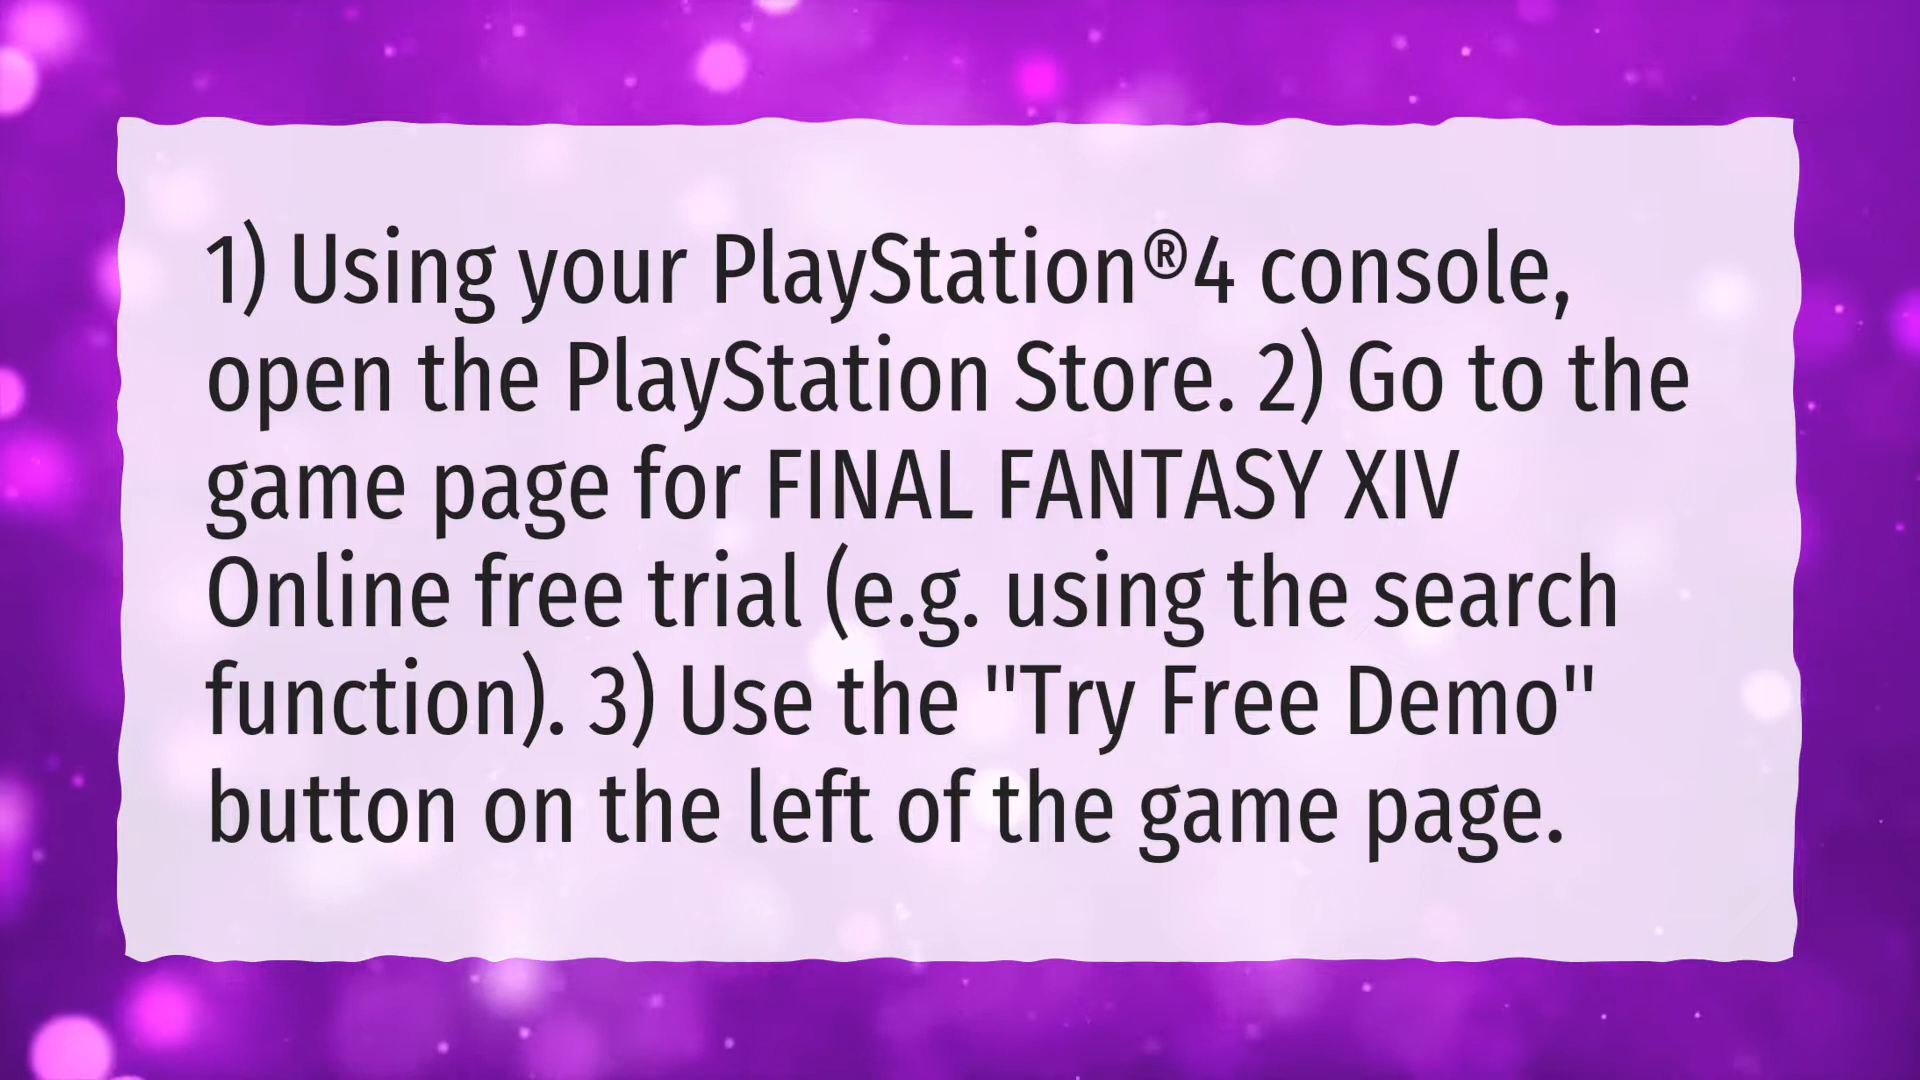 1) Using your PlayStation®4 console,
open the PlayStation Store. 2) Go to the
game page for FINAL FANTASY XIV
Online free trial (e.g. using the search
function). 3) Use the "Try Free Demo"
button on the left of the game page.